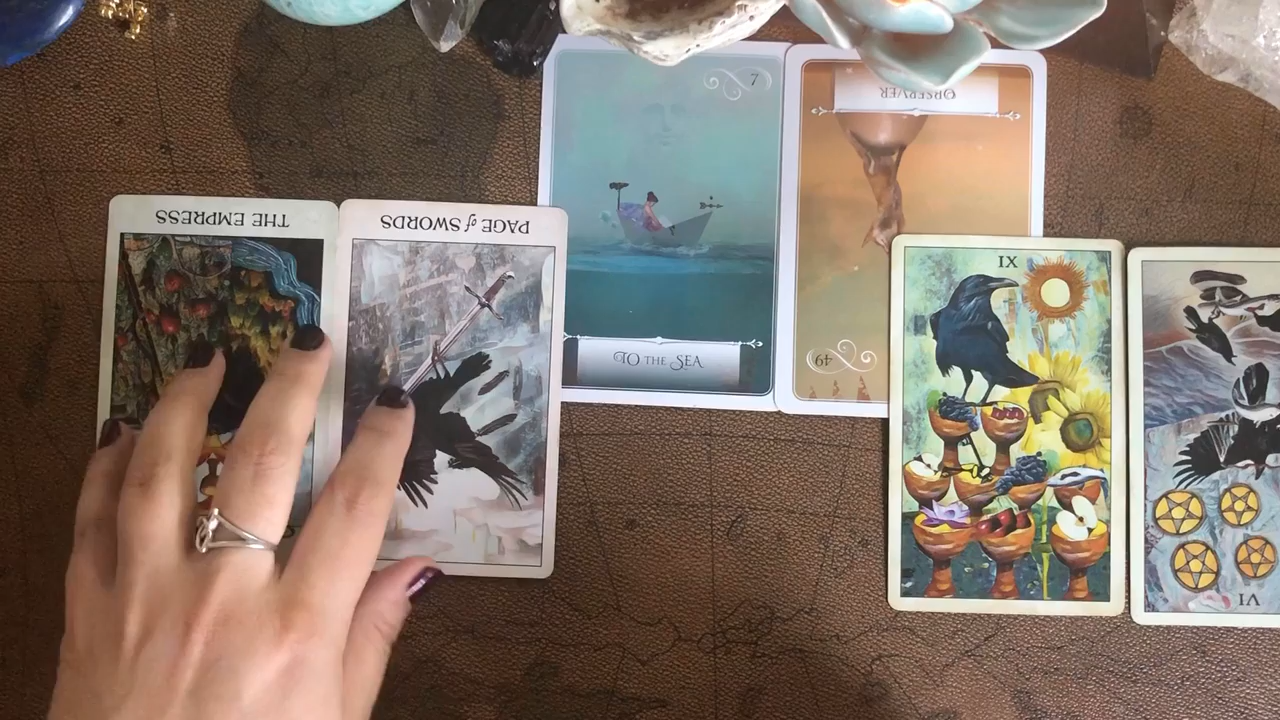 7
OBSERVER
THE EMPRESS
PAGE of SWORDS
IX
TO THE SEA
49
VI